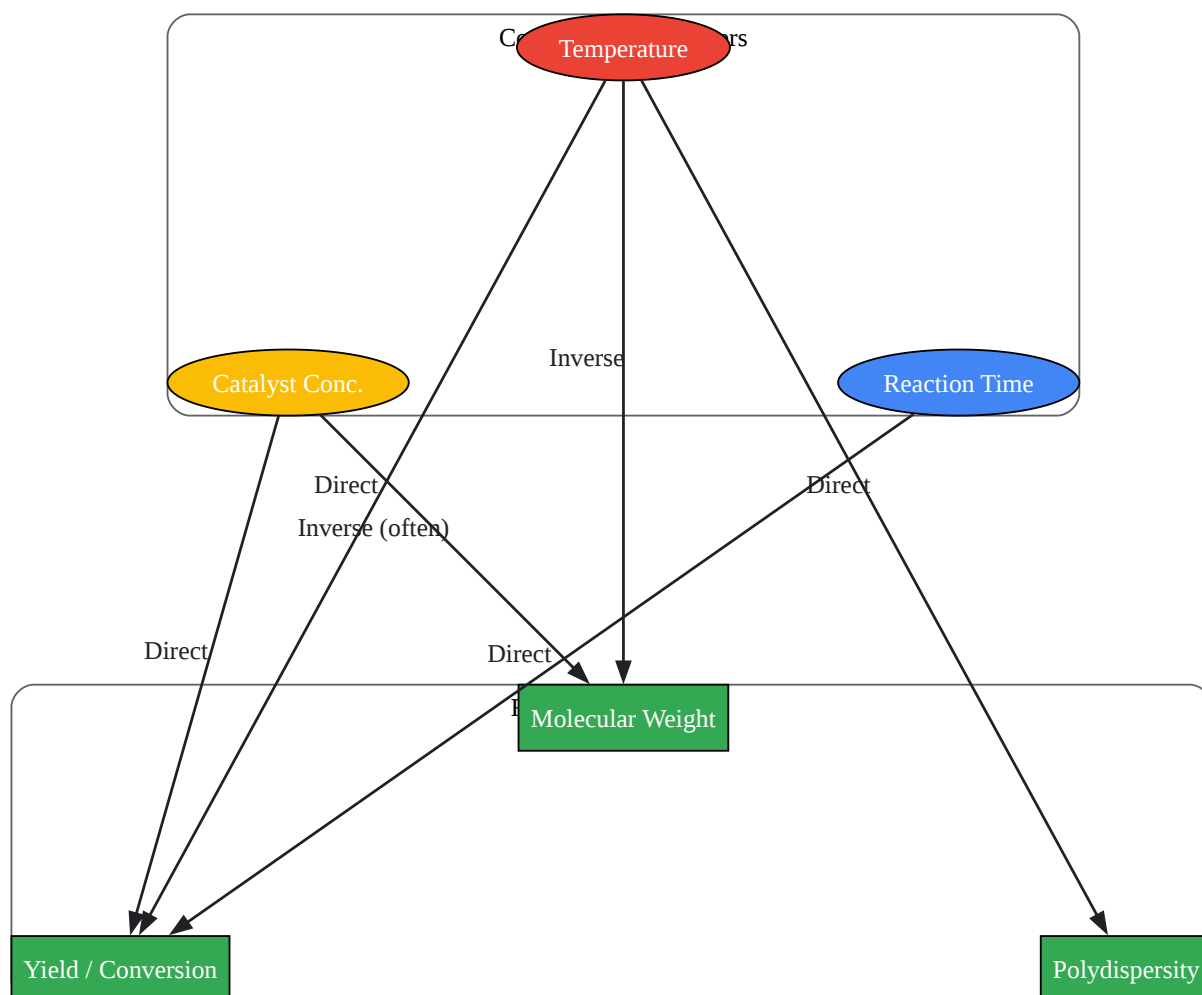 Temperature
Inverse
Catalyst Conc.
Reaction Time
Direct
Direct
Inverse (often)
Direct
Direct
Molecular Weight
Yield / Conversion
Polydispersity